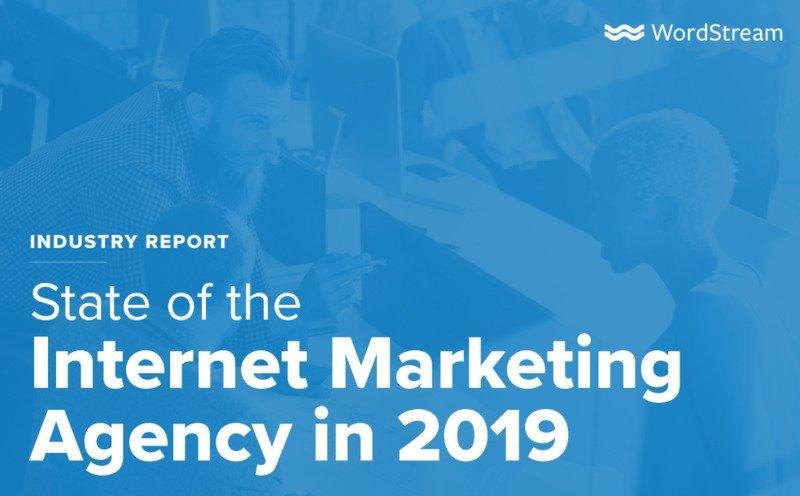 WordStream
INDUSTRY REPORT
State of the
Internet Marketing
Agency in 2019